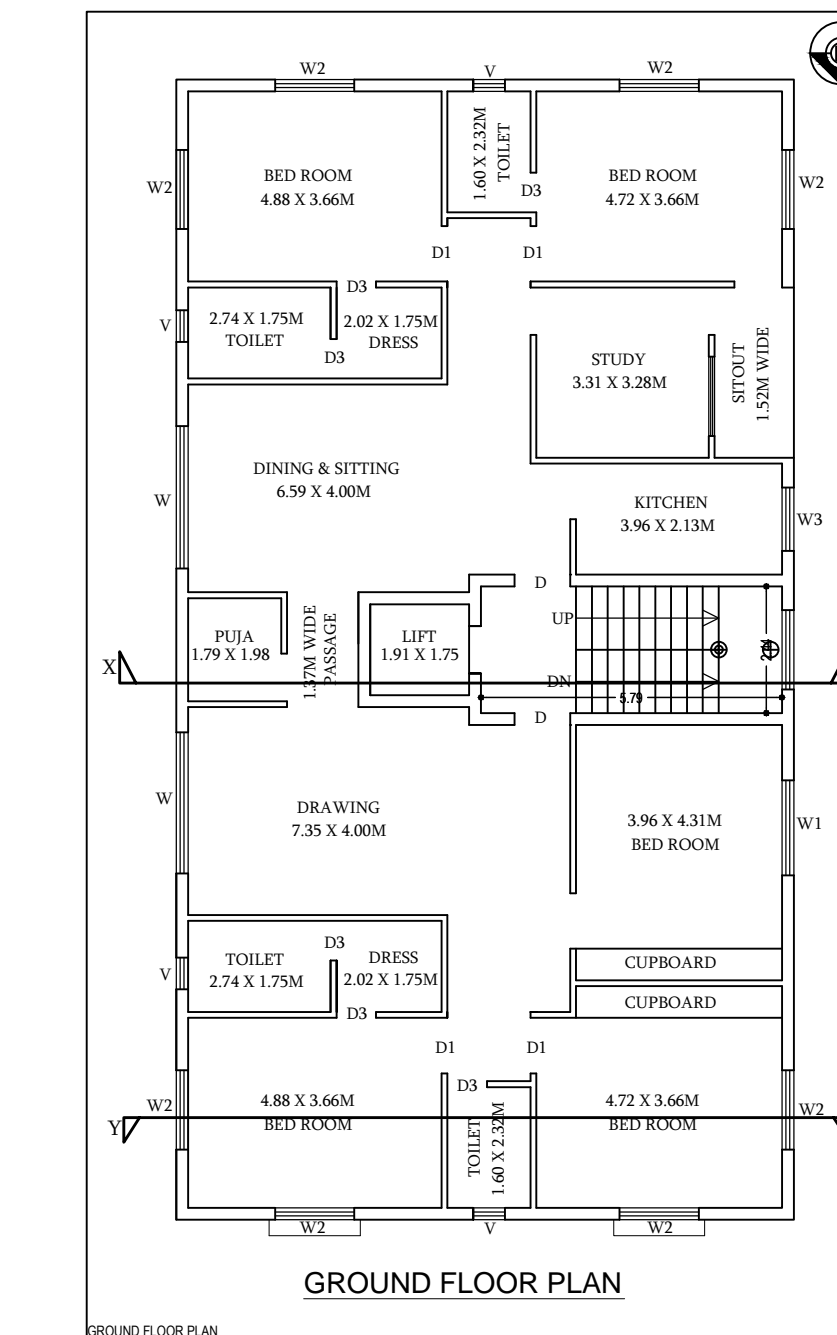 W2
V
W2
1.60 X 2.32M
TOILET
BED ROOM
4.88 X 3.66M
BED ROOM
4.72 X 3.66M
W2
D3
W2
D1
D1
D3
V
2.74 X 1.75M
TOILET
2.02 X 1.75M
DRESS
D3
STUDY
3.31 X 3.28M
SITOUT
1.52M WIDE
DINING & SITTING
6.59 X 4.00M
W
KITCHEN
3.96 X 2.13M
W3
D
UP
PUJA
1.79 X 1.98
1.37M WIDE
PASSAGE
LIFT
1.91 X 1.75
X
DN
5.79
D
W
DRAWING
7.35 X 4.00M
3.96 X 4.31M
BED ROOM
W1
D3
TOILET
2.74 X 1.75M
DRESS
2.02 X 1.75M
V
CUPBOARD
CUPBOARD
D3
D1
D1
D3
W2
4.88 X 3.66M
BED ROOM
TOILET
1.60 X 2.32M
4.72 X 3.66M
BED ROOM
W2
Y
W2
V
W2
GROUND FLOOR PLAN
GROUND FLOOR PLAN